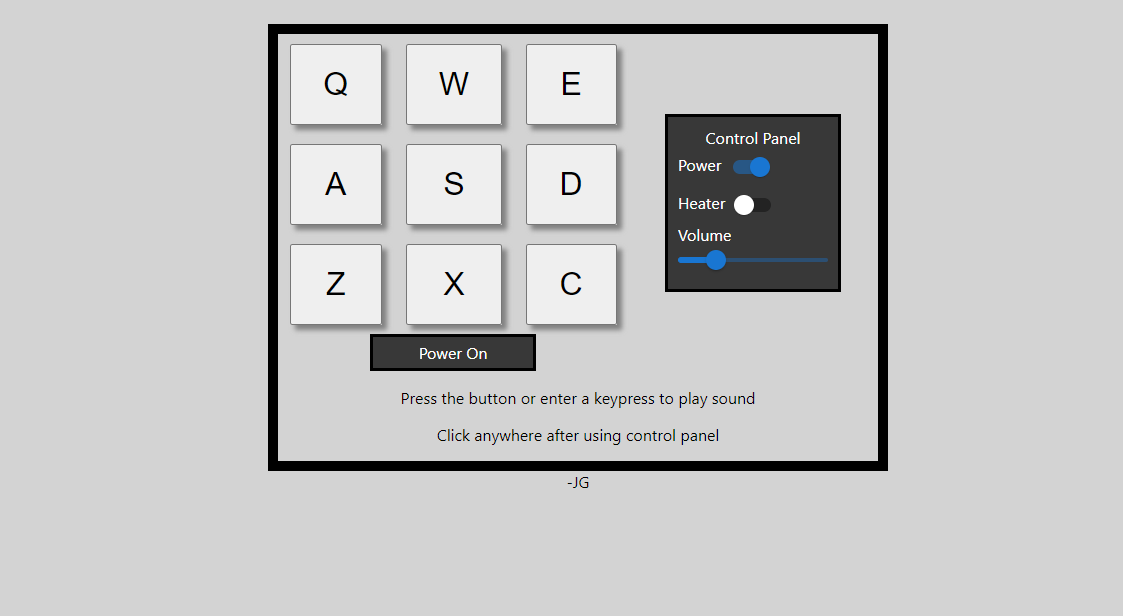 Q W E
A S D
Z X C
Power On
Control Panel
Power
Heater
Volume
Press the button or enter a keypress to play sound
Click anywhere after using control panel
-JG